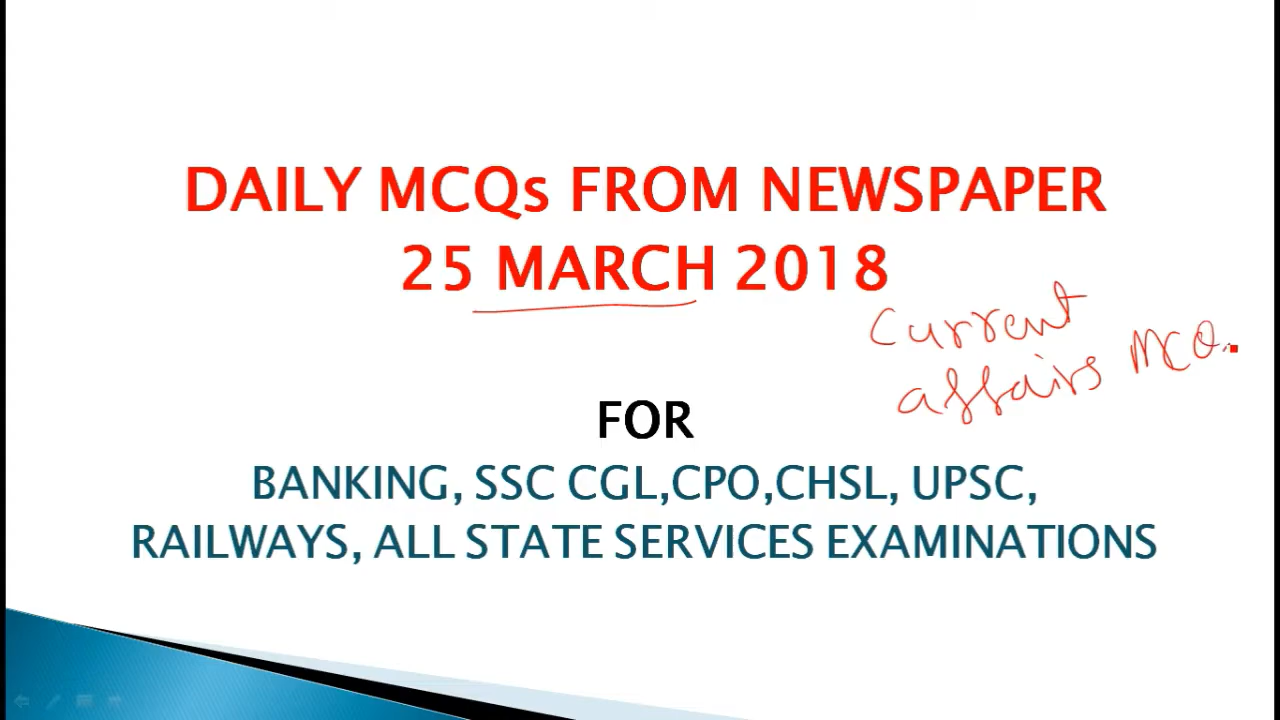 DAILY MCQs FROM NEWSPAPER
25 MARCH 2018
Current
affairs MCQ
FOR
BANKING, SSC CGL,CPO,CHSL, UPSC,
RAILWAYS, ALL STATE SERVICES EXAMINATIONS